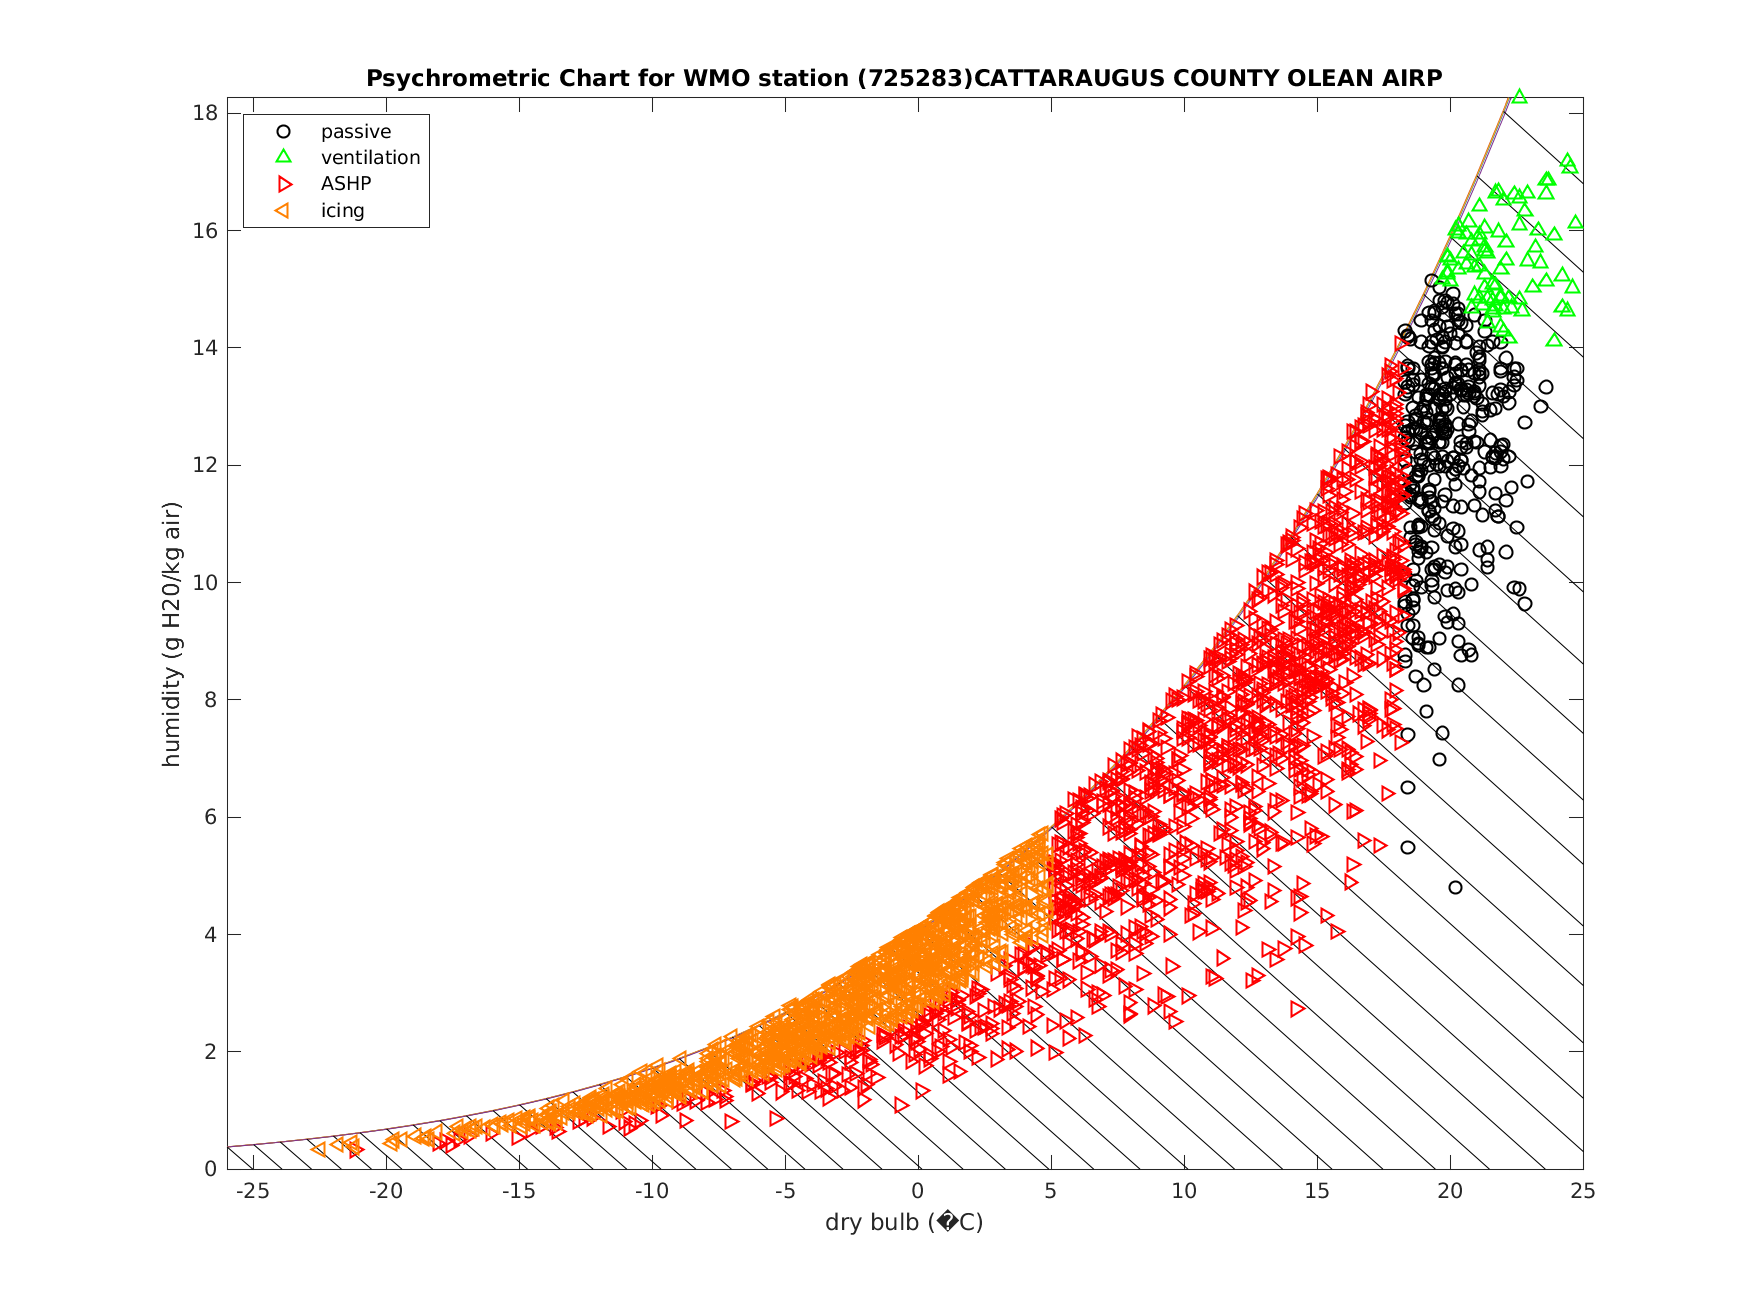 Psychrometric Chart for WMO station (725283)CATTARAUGUS COUNTY OLEAN AIRP
passive
ventilation
ASHP
icing
humidity (g H20/kg air)
18
16
14
12
10
8
6
4
2
0
-25 -20 -15 -10 -5 0 5 10 15 20 25
dry bulb (�C)